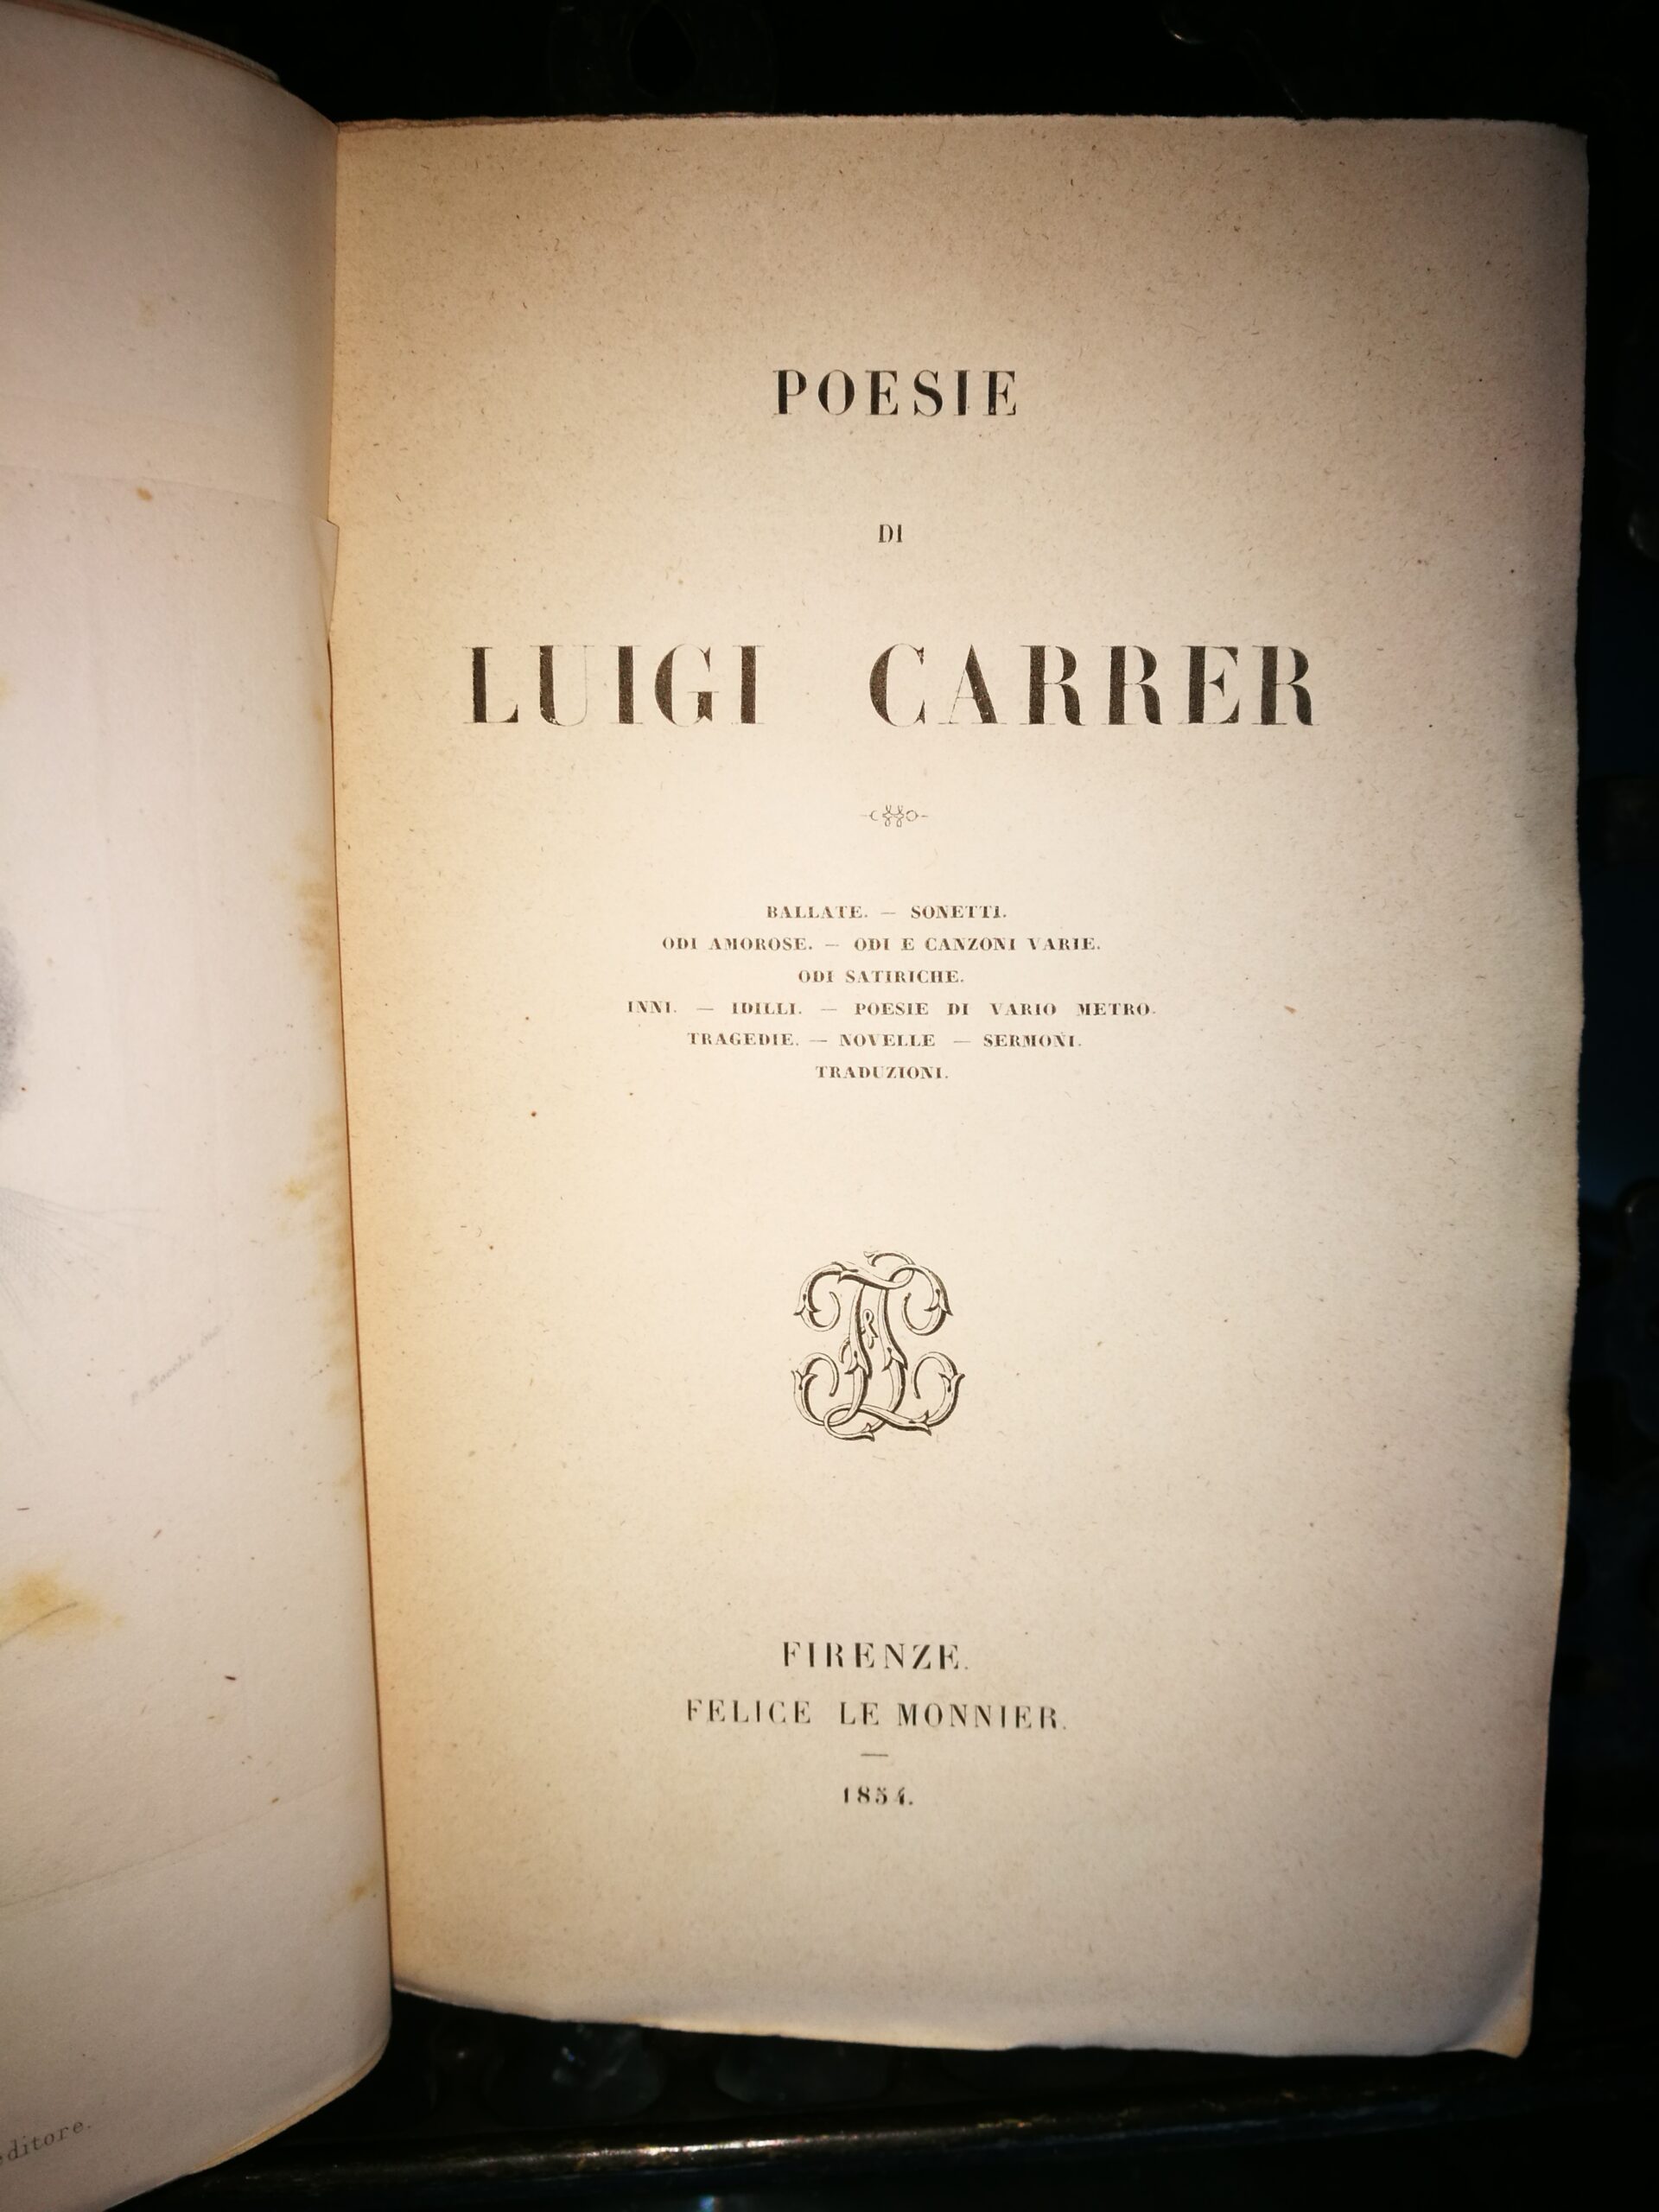 POESIE
DI
LUIGI CARRER
BALLATE. — SONETTI.
ODI AMOROSE. — ODI E CANZONI VARIE.
ODI SATIRICHE.
INNI. — IDILLI. — POESIE DI VARIO METRO.
TRAGEDIE. — NOVELLE — SERMONI.
TRADUZIONI.
FIRENZE.
FELICE LE MONNIER.
—
1854.
editore.